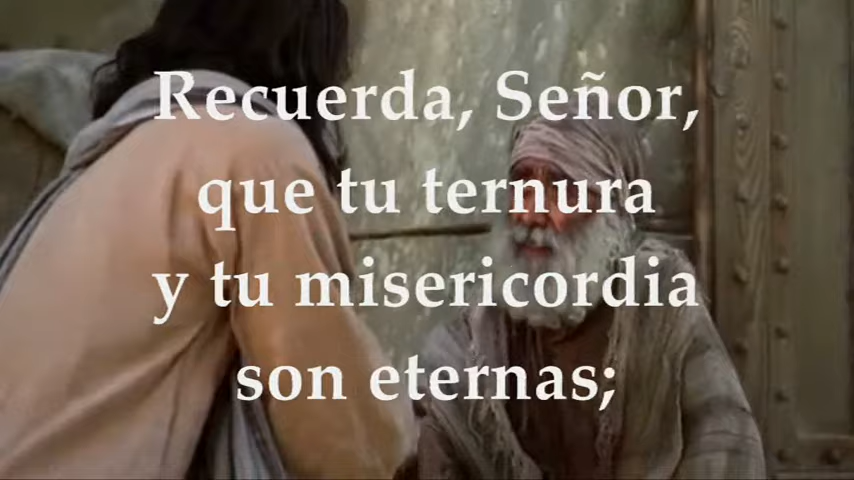 Recuerda, Señor,
que tu ternura
y tu misericordia
son eternas;